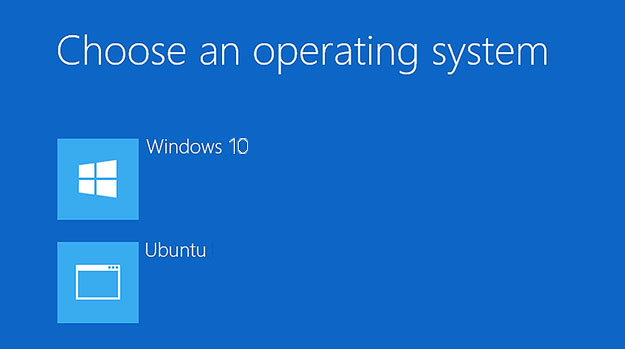 Choose an operating system
Windows 10
Ubuntu